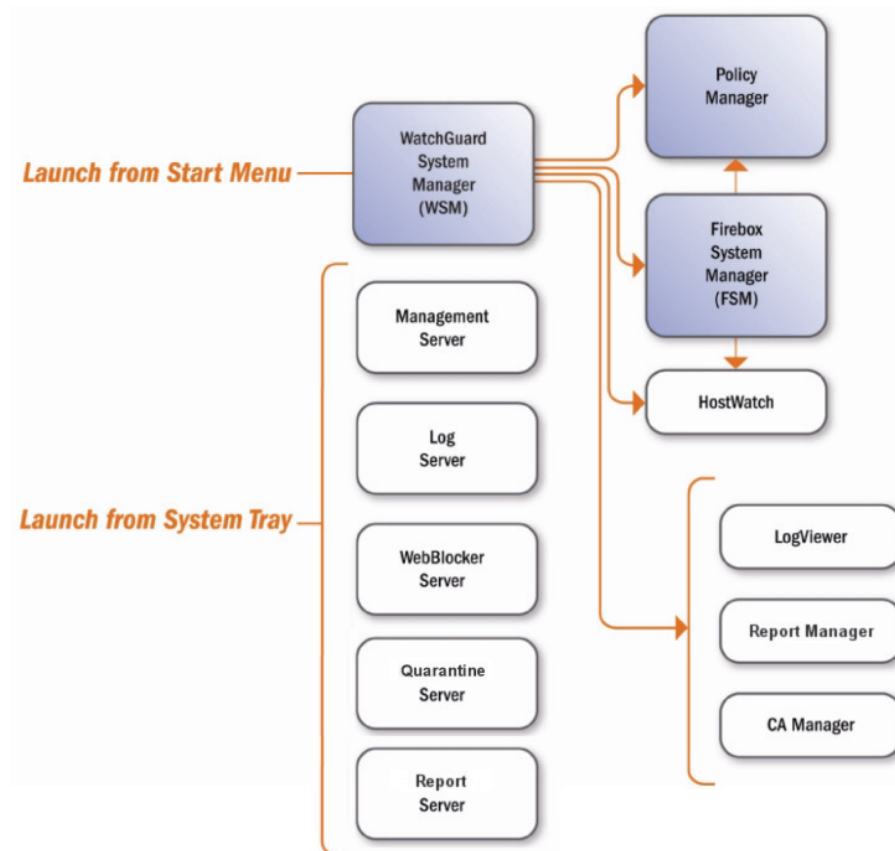 Launch from Start Menu
WatchGuard
System
Manager
(WSM)
Policy
Manager
Firebox
System
Manager
(FSM)
HostWatch
Launch from System Tray
Management
Server
Log
Server
WebBlocker
Server
Quarantine
Server
Report
Server
LogViewer
Report Manager
CA Manager